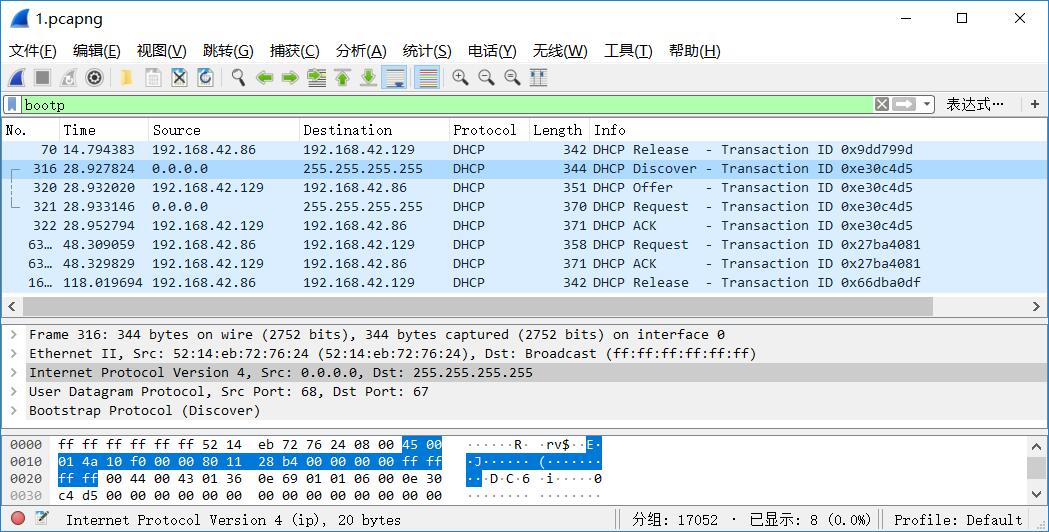 1.pcapng
文件(F) 编辑(E) 视图(V) 跳转(G) 捕获(C) 分析(A) 统计(S) 电话(Y) 无线(W) 工具(T) 帮助(H)
bootp 表达式… +
No. Time Source Destination Protocol Length Info
70 14.794383 192.168.42.86 192.168.42.129 DHCP 342 DHCP Release - Transaction ID 0x9dd799d
316 28.927824 0.0.0.0 255.255.255.255 DHCP 344 DHCP Discover - Transaction ID 0xe30c4d5
320 28.932020 192.168.42.129 192.168.42.86 DHCP 351 DHCP Offer - Transaction ID 0xe30c4d5
321 28.933146 0.0.0.0 255.255.255.255 DHCP 370 DHCP Request - Transaction ID 0xe30c4d5
322 28.952794 192.168.42.129 192.168.42.86 DHCP 371 DHCP ACK - Transaction ID 0xe30c4d5
63… 48.309059 192.168.42.86 192.168.42.129 DHCP 358 DHCP Request - Transaction ID 0x27ba4081
63… 48.329829 192.168.42.129 192.168.42.86 DHCP 371 DHCP ACK - Transaction ID 0x27ba4081
16… 118.019694 192.168.42.86 192.168.42.129 DHCP 342 DHCP Release - Transaction ID 0x66dba0df
Frame 316: 344 bytes on wire (2752 bits), 344 bytes captured (2752 bits) on interface 0
Ethernet II, Src: 52:14:eb:72:76:24 (52:14:eb:72:76:24), Dst: Broadcast (ff:ff:ff:ff:ff:ff)
Internet Protocol Version 4, Src: 0.0.0.0, Dst: 255.255.255.255
User Datagram Protocol, Src Port: 68, Dst Port: 67
Bootstrap Protocol (Discover)
0000 ff ff ff ff ff ff 52 14 eb 72 76 24 08 00 45 00 ······R· ·rv$··E·
0010 01 4a 10 f0 00 00 80 11 28 b4 00 00 00 00 ff ff ·J······ (·······
0020 ff ff 00 44 00 43 01 36 0e 69 01 01 06 00 0e 30 ···D·C·6 ·i·····0
0030 c4 d5 00 00 00 00 00 00 00 00 00 00 00 00 00 00 ········ ········
Internet Protocol Version 4 (ip), 20 bytes 分组: 17052 · 已显示: 8 (0.0%) Profile: Default